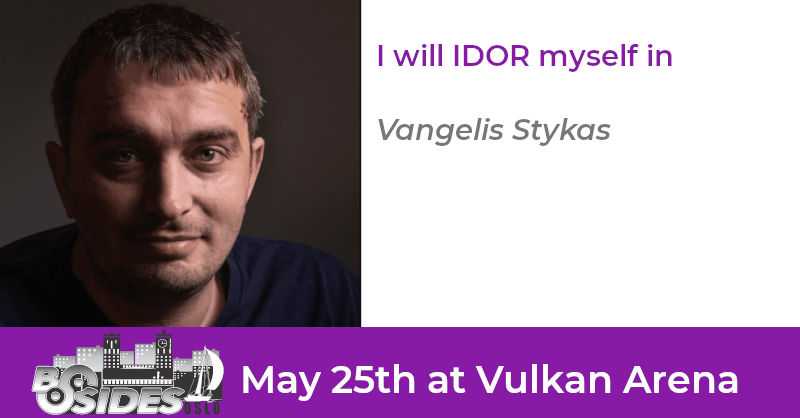 I will IDOR myself in
Vangelis Stykas
BSIDES
OSLO
May 25th at Vulkan Arena